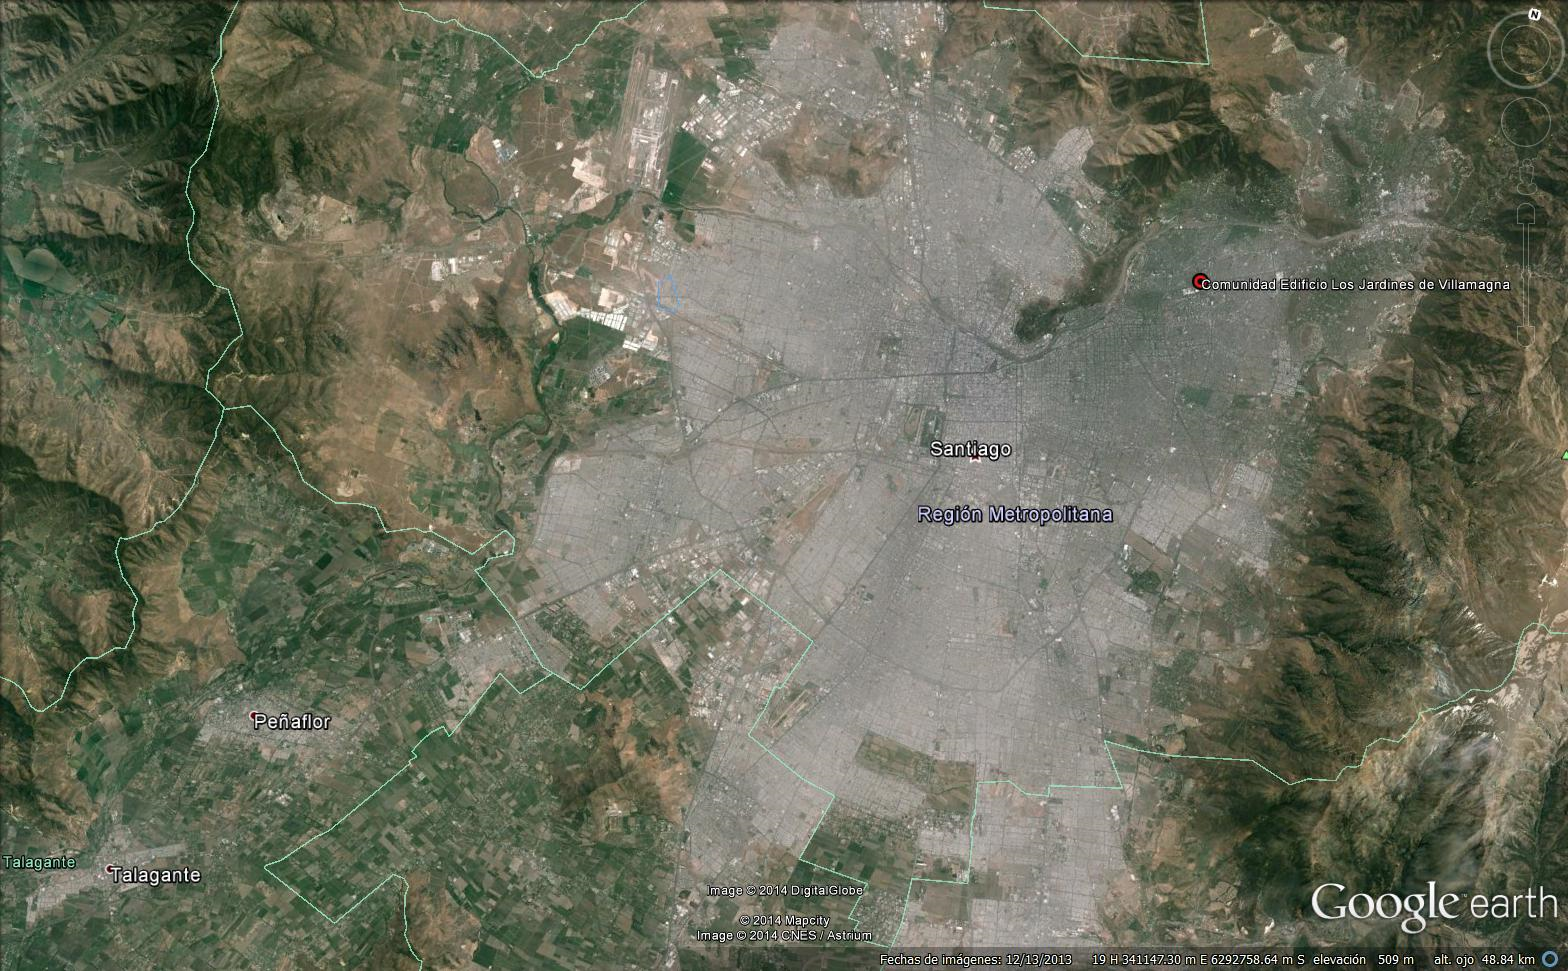 N
Comunidad Edificio Los Jardines de Villamagna
Santiago
Región Metropolitana
Peñaflor
Talagante
Talagante
Image © 2014 DigitalGlobe
© 2014 Mapcity
Image © 2014 CNES / Astrium
Google earth
Fechas de imágenes: 12/13/2013 19 H 341147.30 m E 6292758.64 m S elevación 509 m alt. ojo 48.84 km